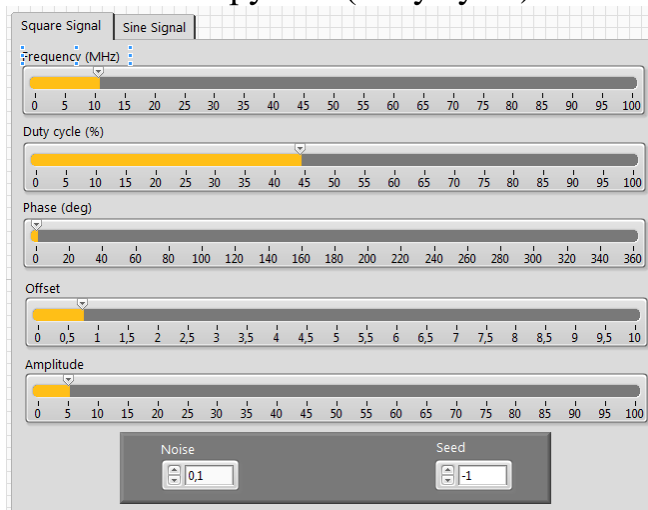 Square Signal Sine Signal
Frequency (MHz)
0 5 10 15 20 25 30 35 40 45 50 55 60 65 70 75 80 85 90 95 100
Duty cycle (%)
0 5 10 15 20 25 30 35 40 45 50 55 60 65 70 75 80 85 90 95 100
Phase (deg)
0 20 40 60 80 100 120 140 160 180 200 220 240 260 280 300 320 340 360
Offset
0 0,5 1 1,5 2 2,5 3 3,5 4 4,5 5 5,5 6 6,5 7 7,5 8 8,5 9 9,5 10
Amplitude
0 5 10 15 20 25 30 35 40 45 50 55 60 65 70 75 80 85 90 95 100
Noise Seed
0,1 -1